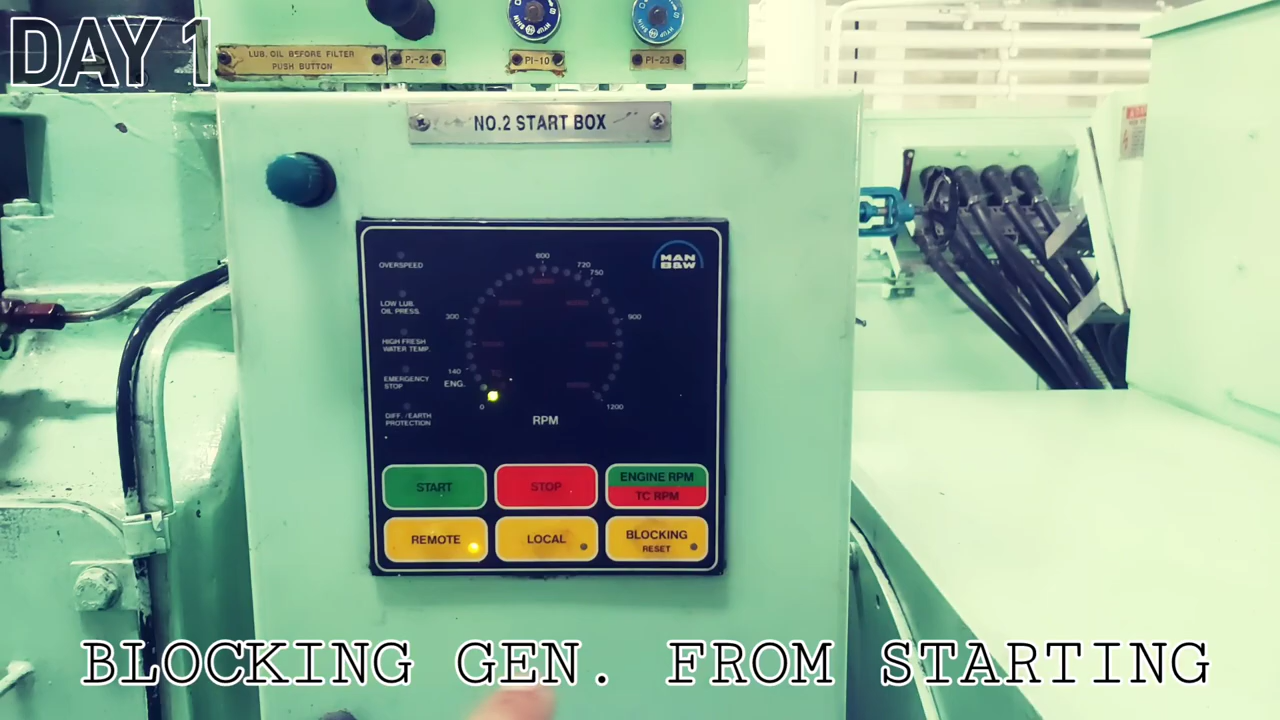 DAY 1
LUB. OIL BEFORE FILTER
PUSH BUTTON
PI-10
PI-23
NO.2 START BOX
OVERSPEED
LOW LUB.
OIL PRESS.
HIGH FRESH
WATER TEMP.
EMERGENCY
STOP
DIFF. / EARTH
PROTECTION
600
720
750
300
900
140
ENG.
0
1200
RPM
MAN
B&W
START
STOP
ENGINE RPM
TC RPM
REMOTE
LOCAL
BLOCKING
RESET
BLOCKING GEN. FROM STARTING